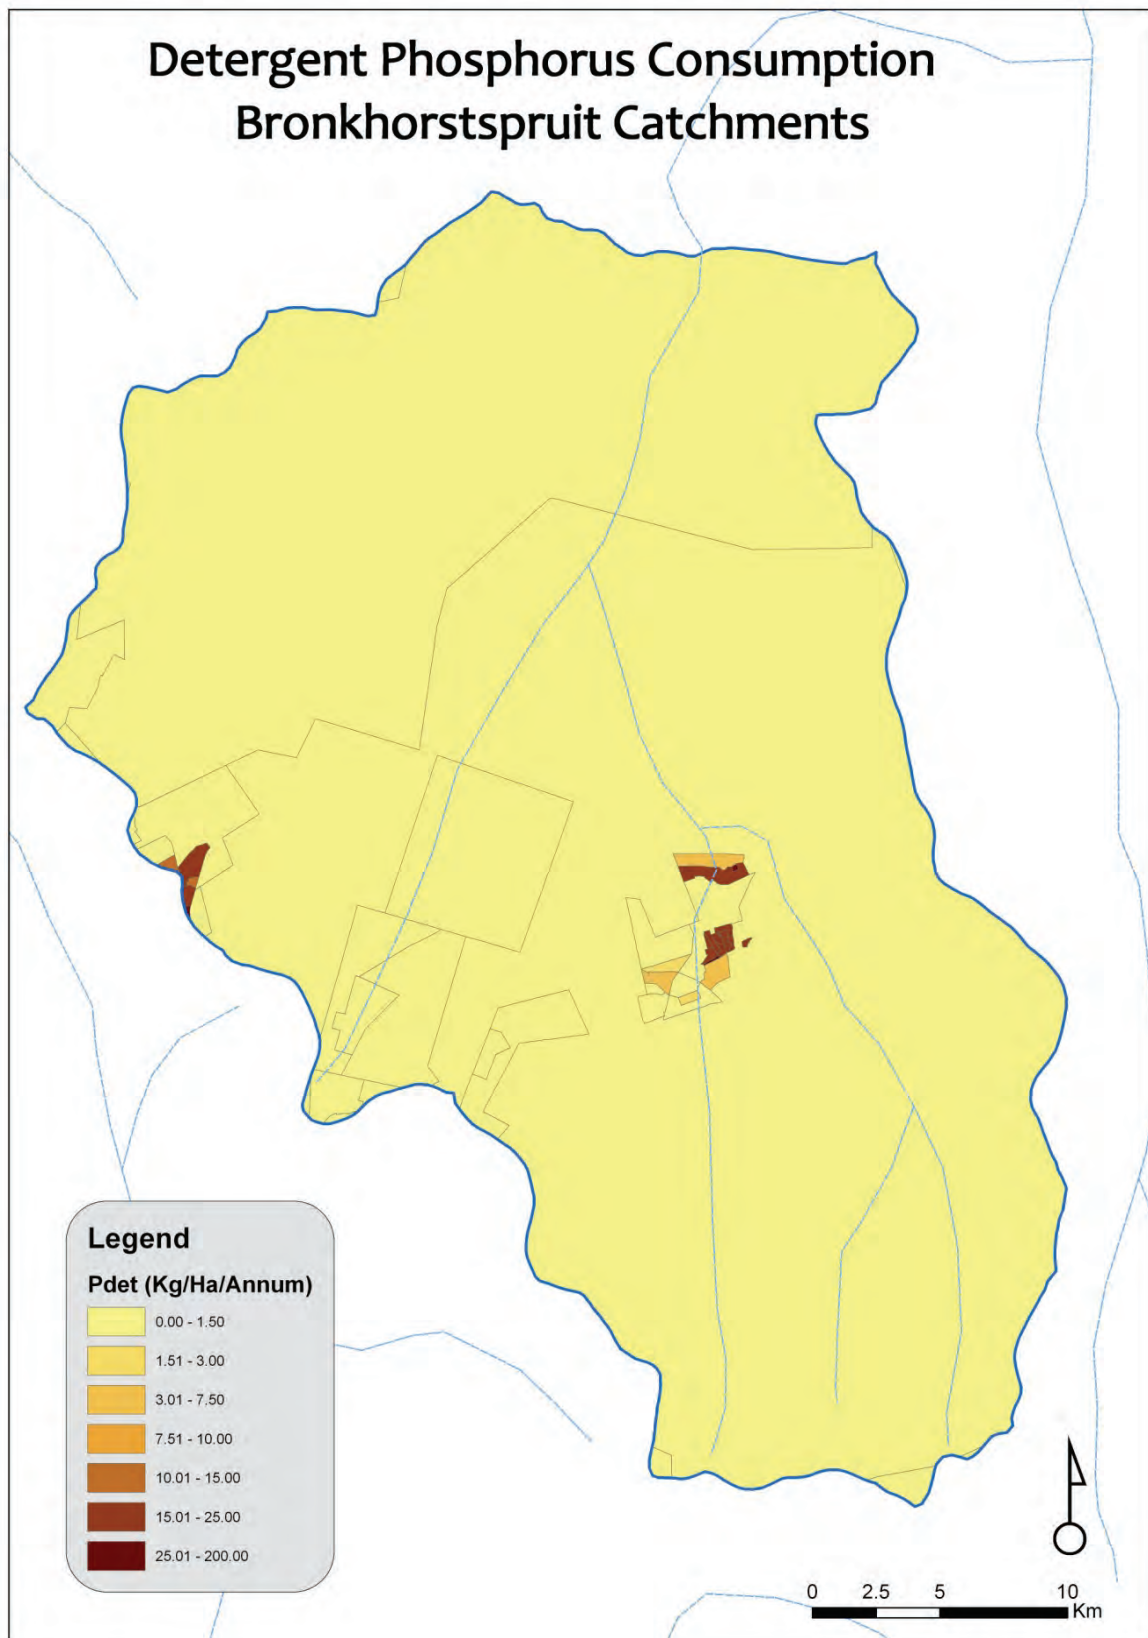 Detergent Phosphorus Consumption
Bronkhorstspruit Catchments
Legend
Pdet (Kg/Ha/Annum)
0.00 - 1.50
1.51 - 3.00
3.01 - 7.50
7.51 - 10.00
10.01 - 15.00
15.01 - 25.00
25.01 - 200.00
0 2.5 5 10
Km